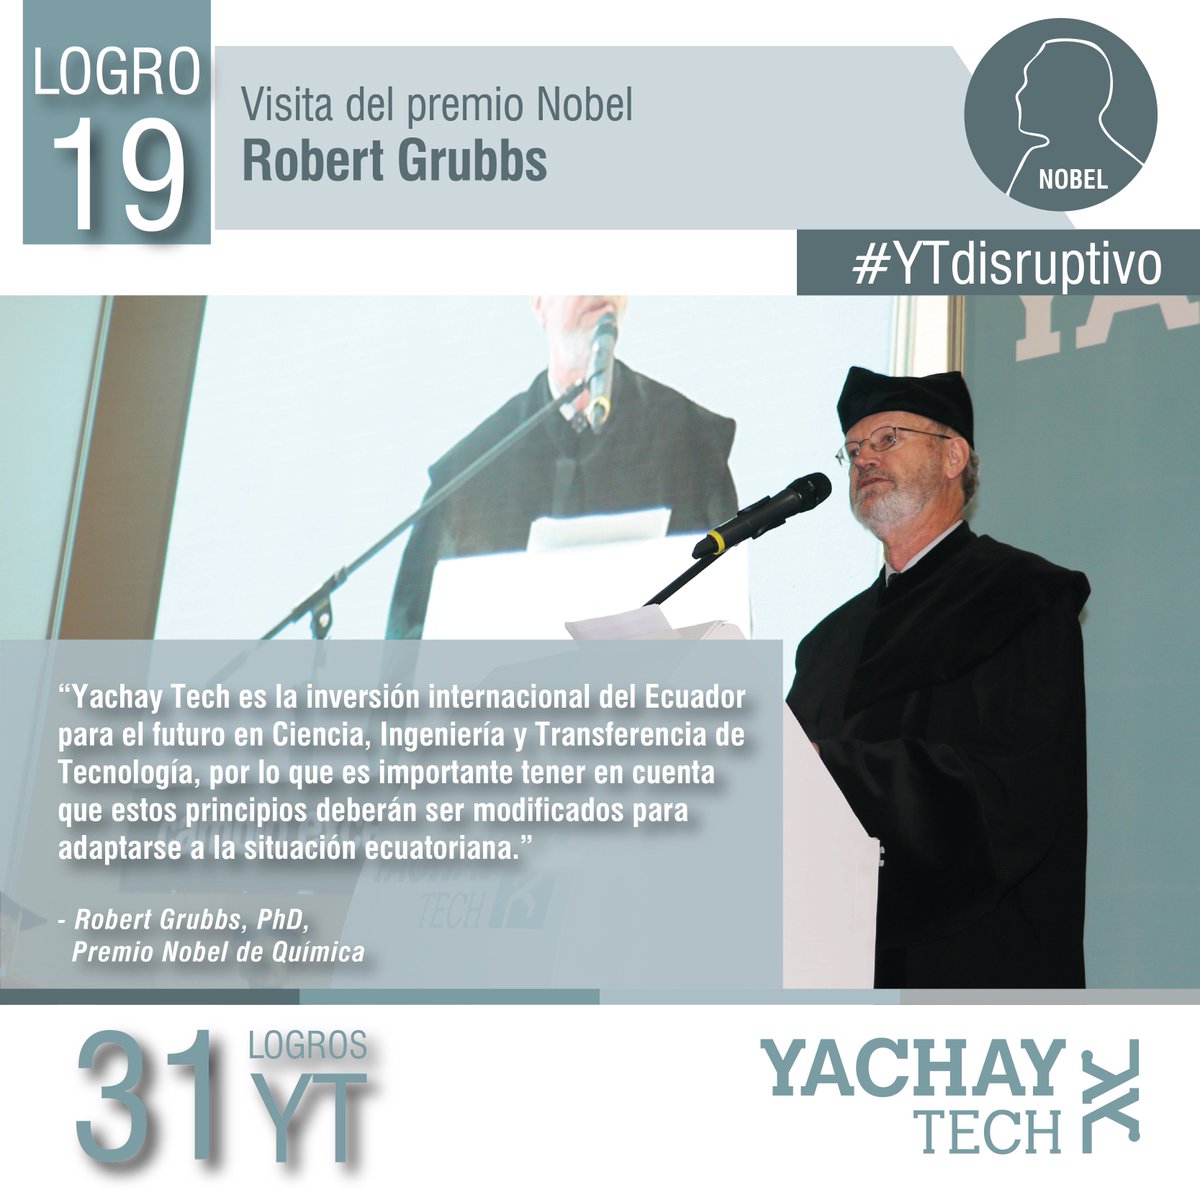 LOGRO
19
Visita del premio Nobel
Robert Grubbs
NOBEL
#YTdisruptivo
YA
“Yachay Tech es la inversión internacional del Ecuador
para el futuro en Ciencia, Ingeniería y Transferencia de
Tecnología, por lo que es importante tener en cuenta
que estos principios deberán ser modificados para
adaptarse a la situación ecuatoriana.”
TECH
- Robert Grubbs, PhD,
Premio Nobel de Química
31 LOGROS
YT
YACHAY
TECH